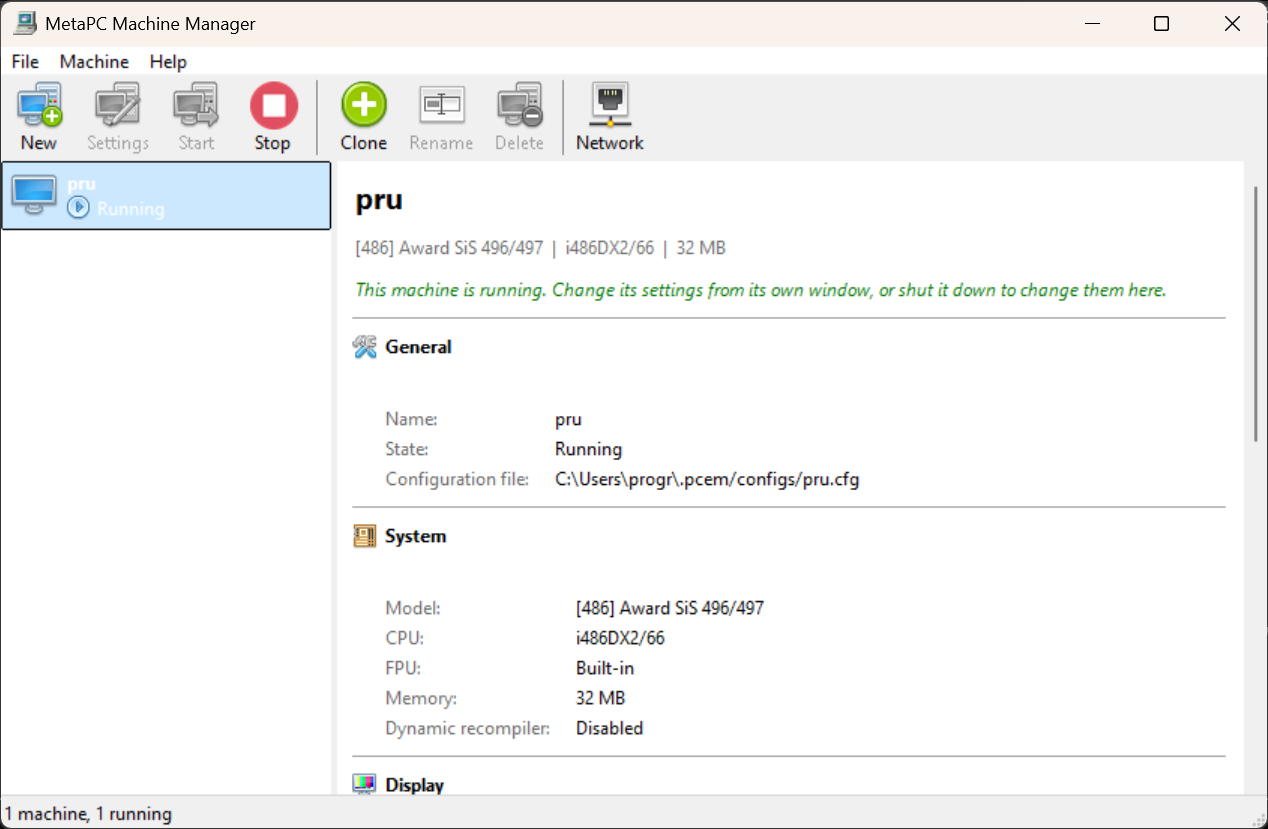 MetaPC Machine Manager
File Machine Help
New Settings Start Stop Clone Rename Delete Network
pru
Running
pru
[486] Award SiS 496/497 | i486DX2/66 | 32 MB
This machine is running. Change its settings from its own window, or shut it down to change them here.
General
Name: pru
State: Running
Configuration file: C:\Users\progr\.pcem/configs/pru.cfg
System
Model: [486] Award SiS 496/497
CPU: i486DX2/66
FPU: Built-in
Memory: 32 MB
Dynamic recompiler: Disabled
Display
1 machine, 1 running